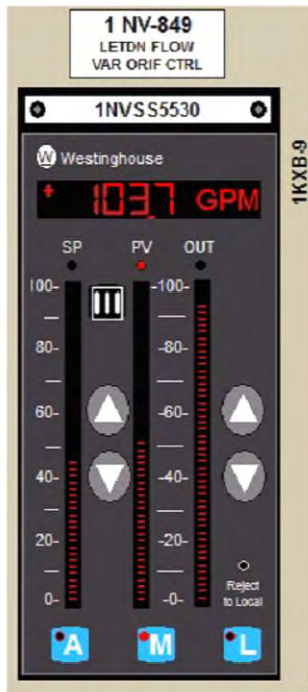 1 NV-849
LETDN FLOW
VAR ORIF CTRL
1NVSS5530
1KXB-9
W Westinghouse
+ 103.7 GPM
SP PV OUT
100- -100-
80- -80-
60- -60-
40- -40-
20- -20-
0- -0-
Reject
to Local
A M L